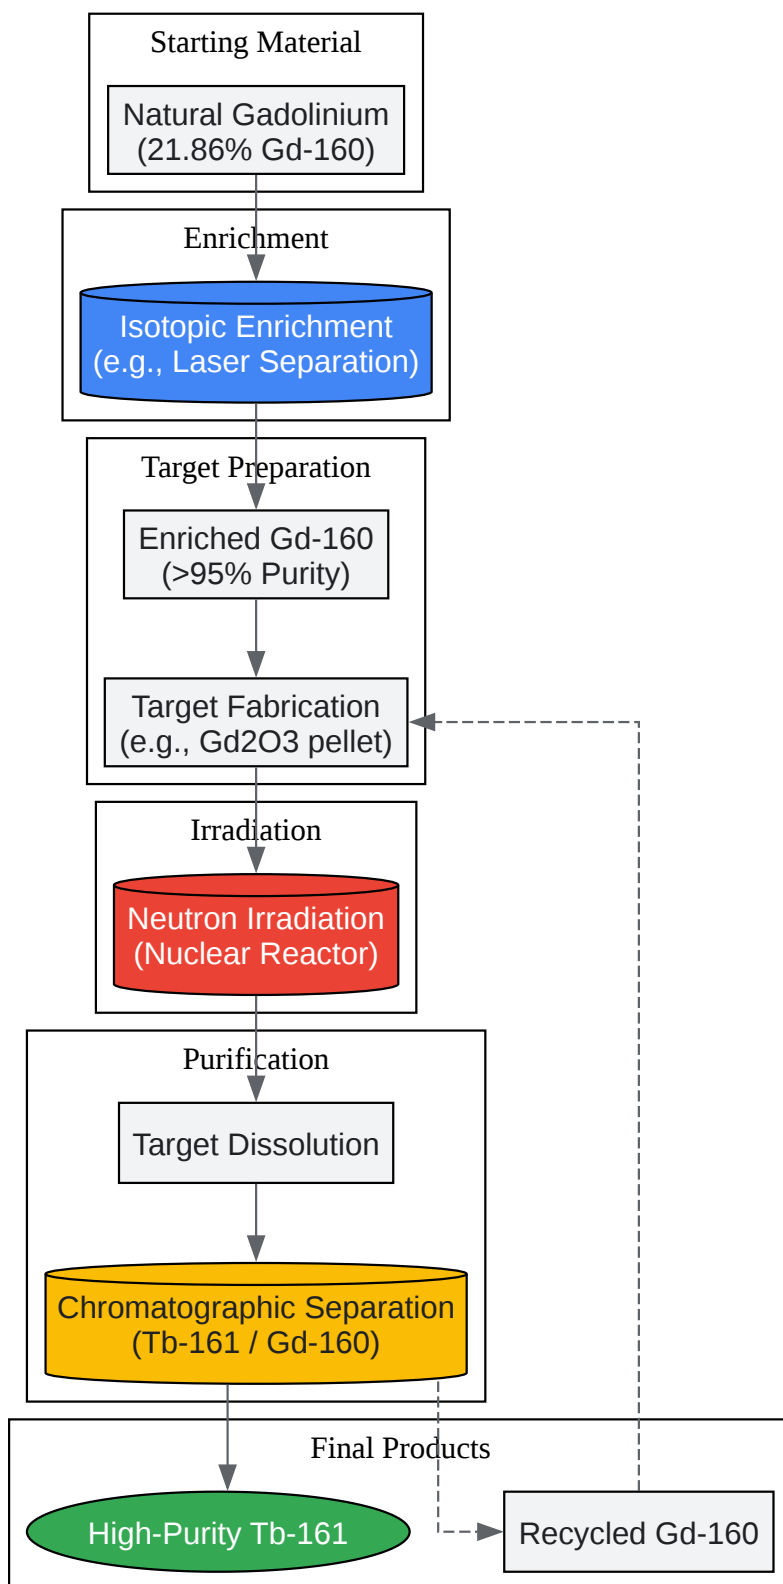 Starting Material
Natural Gadolinium
(21.86% Gd-160)
Enrichment
Isotopic Enrichment
(e.g., Laser Separation)
Target Preparation
Enriched Gd-160
(>95% Purity)
Target Fabrication
(e.g., Gd2O3 pellet)
Irradiation
Neutron Irradiation
(Nuclear Reactor)
Purification
Target Dissolution
Chromatographic Separation
(Tb-161 / Gd-160)
Final Products
High-Purity Tb-161
Recycled Gd-160